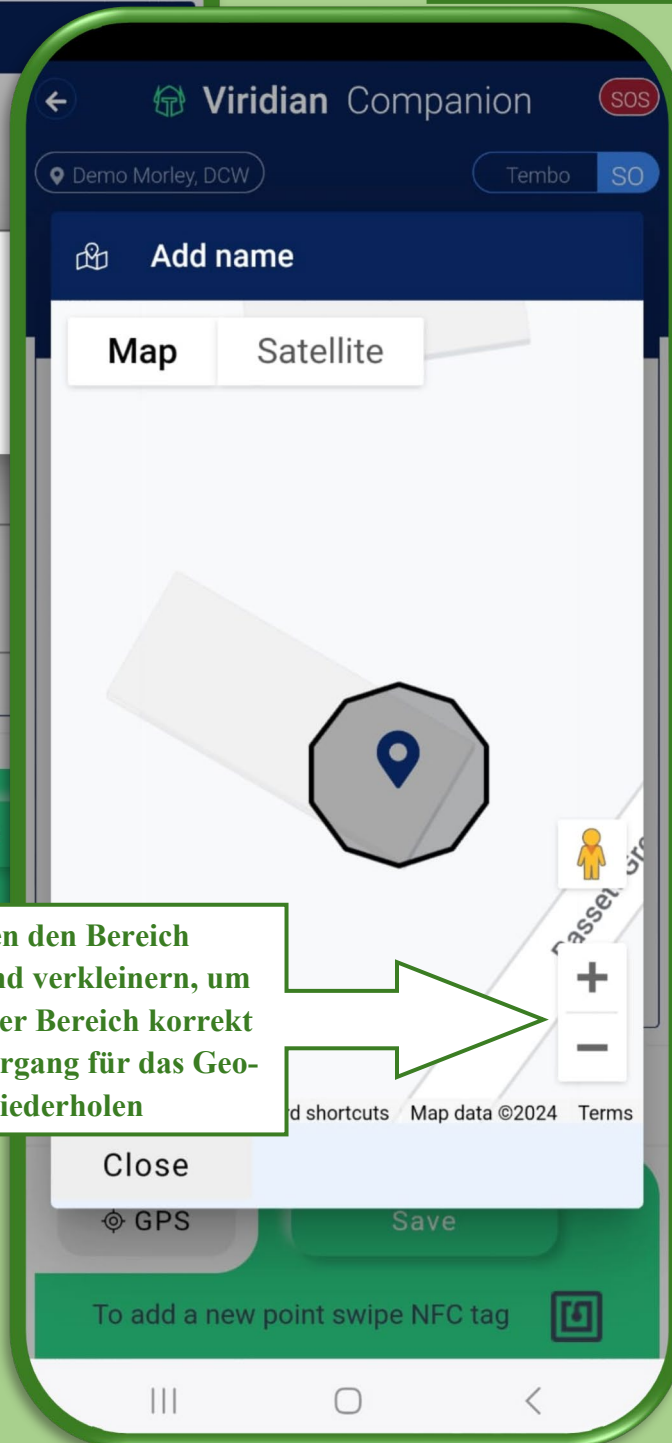 Viridian Companion
SOS
Demo Morley, DCW
Tembo
SO
Add name
Map
Satellite
den Bereich
verkleinern, um
er Bereich korrekt
rgang für das Geo-
iederholen
shortcuts
Map data ©2024
Terms
Close
GPS
Save
To add a new point swipe NFC tag